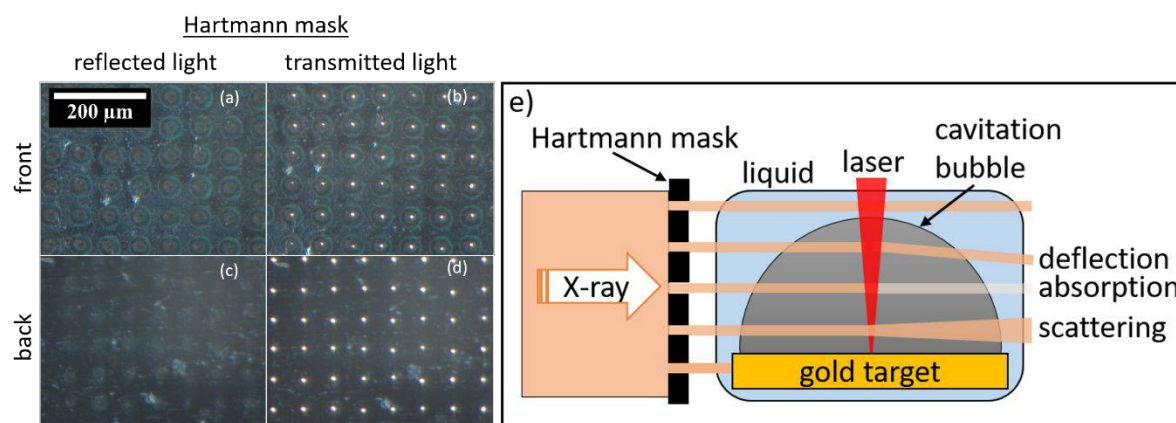 Hartmann mask
reflected light
transmitted light
(a)
(b)
200 μm
front
(c)
(d)
back
e)
Hartmann mask
liquid
laser
cavitation
bubble
X-ray
deflection
absorption
scattering
gold target